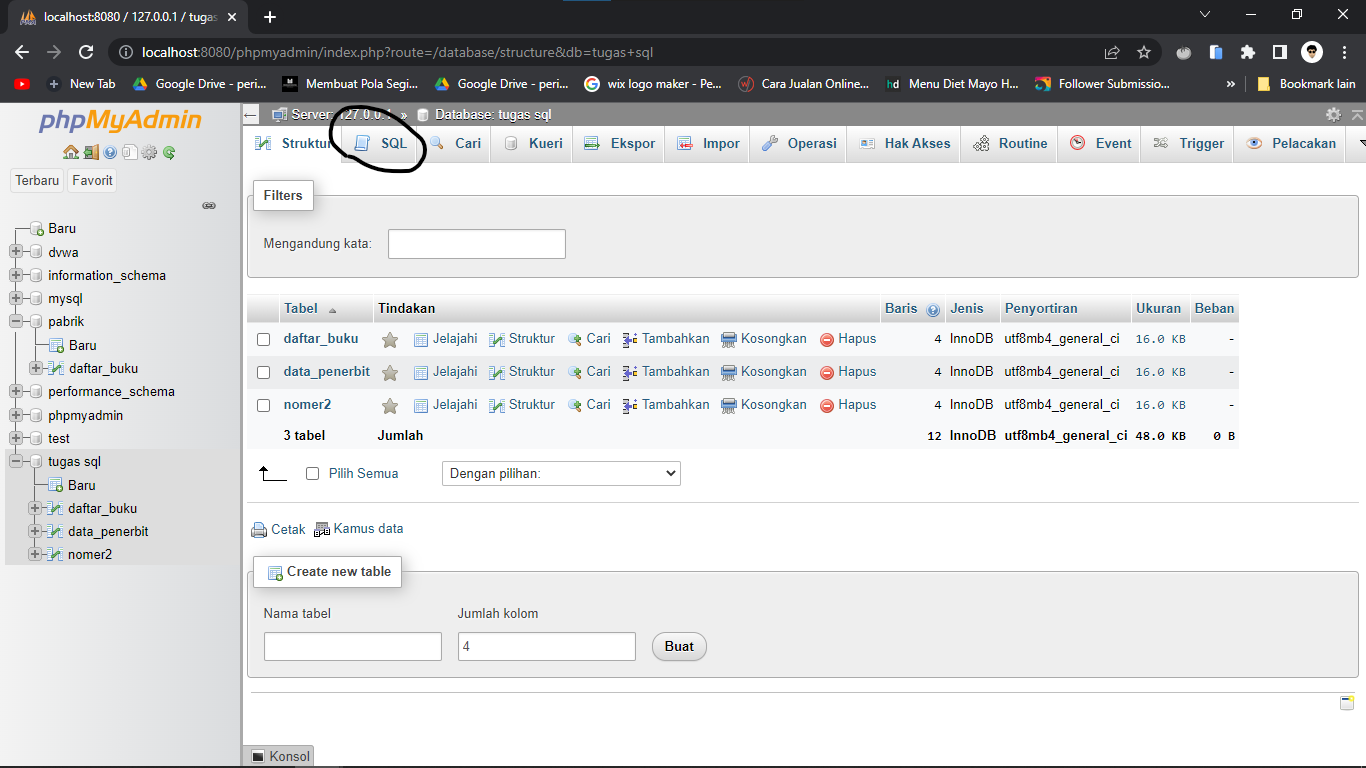 localhost:8080 / 127.0.0.1 / tugas
localhost:8080/phpmyadmin/index.php?route=/database/structure&db=tugas+sql
New Tab Google Drive - peri... Membuat Pola Segi... Google Drive - peri... wix logo maker - Pe... Cara Jualan Online... hd Menu Diet Mayo H... Follower Submissio... » Bookmark lain
phpMyAdmin
Terbaru Favorit
Baru
dvwa
information_schema
mysql
pabrik
Baru
daftar_buku
performance_schema
phpmyadmin
test
tugas sql
Baru
daftar_buku
data_penerbit
nomer2
Server: 127.0.0.1 » Database: tugas sql
Struktur SQL Cari Kueri Ekspor Impor Operasi Hak Akses Routine Event Trigger Pelacakan
Filters
Mengandung kata:
Tabel Tindakan Baris Jenis Penyortiran Ukuran Beban
daftar_buku Jelajahi Struktur Cari Tambahkan Kosongkan Hapus 4 InnoDB utf8mb4_general_ci 16.0 KB -
data_penerbit Jelajahi Struktur Cari Tambahkan Kosongkan Hapus 4 InnoDB utf8mb4_general_ci 16.0 KB -
nomer2 Jelajahi Struktur Cari Tambahkan Kosongkan Hapus 4 InnoDB utf8mb4_general_ci 16.0 KB -
3 tabel Jumlah 12 InnoDB utf8mb4_general_ci 48.0 KB 0 B
Pilih Semua Dengan pilihan:
Cetak Kamus data
Create new table
Nama tabel Jumlah kolom
4 Buat
Konsol